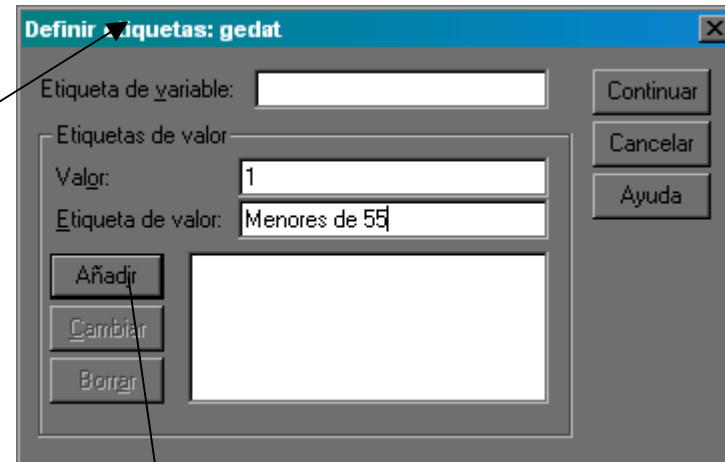 Definir etiquetas: gedat
Etiqueta de variable:
Continuar
Etiquetas de valor
Cancelar
Valor: 1
Ayuda
Etiqueta de valor: Menores de 55
Añadir
Cambiar
Borrar